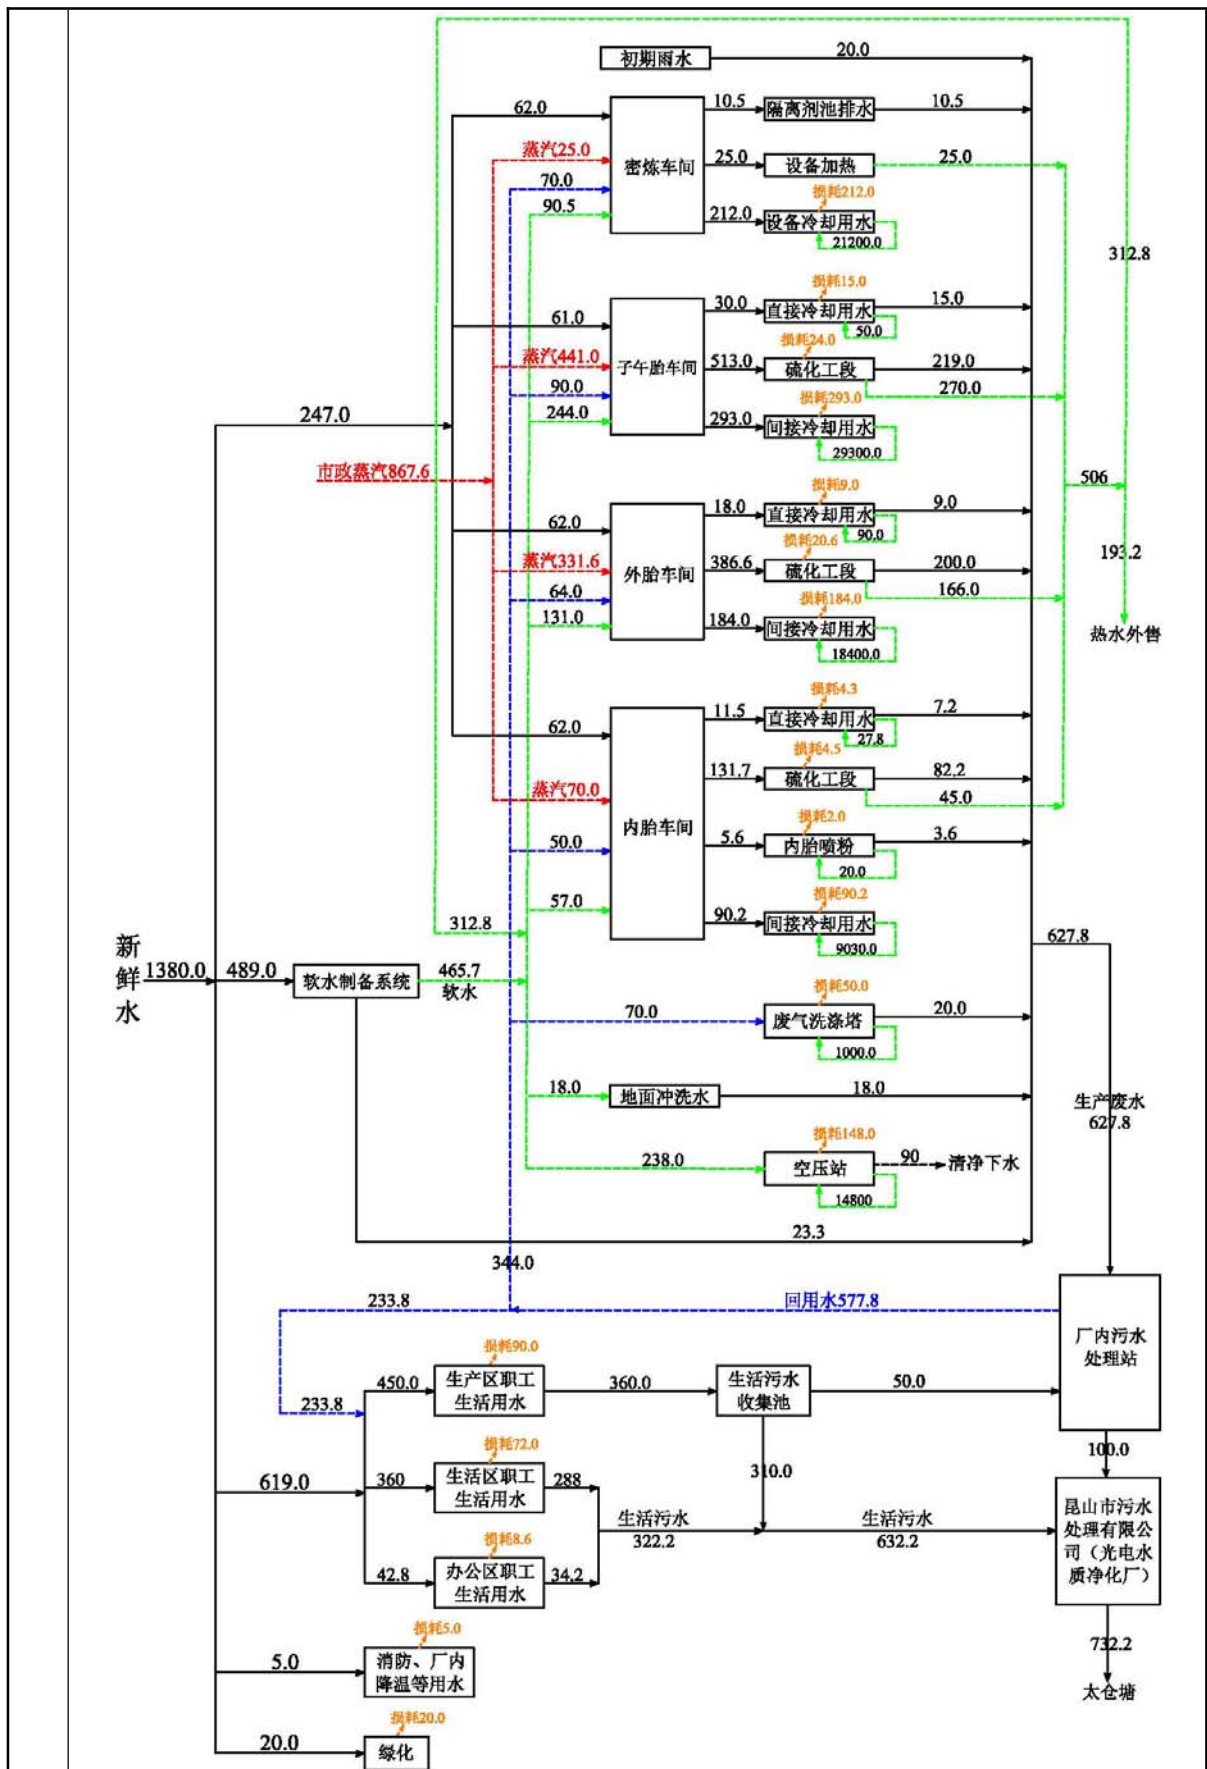 初期雨水
20.0
62.0
10.5
隔离剂池排水
10.5
蒸汽25.0
密炼车间
25.0
设备加热
25.0
70.0
损耗212.0
90.5
212.0
设备冷却用水
21200.0
312.8
损耗15.0
61.0
30.0
直接冷却用水
15.0
50.0
损耗24.0
蒸汽441.0
子午胎车间
513.0
硫化工段
219.0
90.0
270.0
损耗293.0
247.0
244.0
293.0
间接冷却用水
29300.0
市政蒸汽867.6
506
损耗9.0
62.0
18.0
直接冷却用水
9.0
90.0
损耗20.6
193.2
蒸汽331.6
外胎车间
386.6
硫化工段
200.0
64.0
166.0
损耗184.0
131.0
184.0
间接冷却用水
热水外售
18400.0
损耗4.3
62.0
11.5
直接冷却用水
7.2
27.8
损耗4.5
131.7
硫化工段
82.2
蒸汽70.0
45.0
内胎车间
损耗2.0
50.0
5.6
内胎喷粉
3.6
20.0
损耗90.2
57.0
90.2
间接冷却用水
312.8
9030.0
627.8
新鲜水
1380.0
489.0
软水制备系统
465.7
软水
损耗50.0
70.0
废气洗涤塔
20.0
1000.0
18.0
地面冲洗水
18.0
生产废水
627.8
损耗148.0
238.0
空压站
90
清净下水
14800
23.3
344.0
233.8
回用水577.8
厂内污水
处理站
损耗90.0
450.0
生产区职工
生活用水
360.0
生活污水
收集池
50.0
233.8
损耗72.0
100.0
619.0
360
生活区职工
生活用水
288
310.0
昆山市污水
处理有限公
司（光电水
质净化厂）
生活污水
322.2
生活污水
632.2
损耗8.6
42.8
办公区职工
生活用水
34.2
损耗5.0
732.2
5.0
消防、厂内
降温等用水
太仓塘
损耗20.0
20.0
绿化